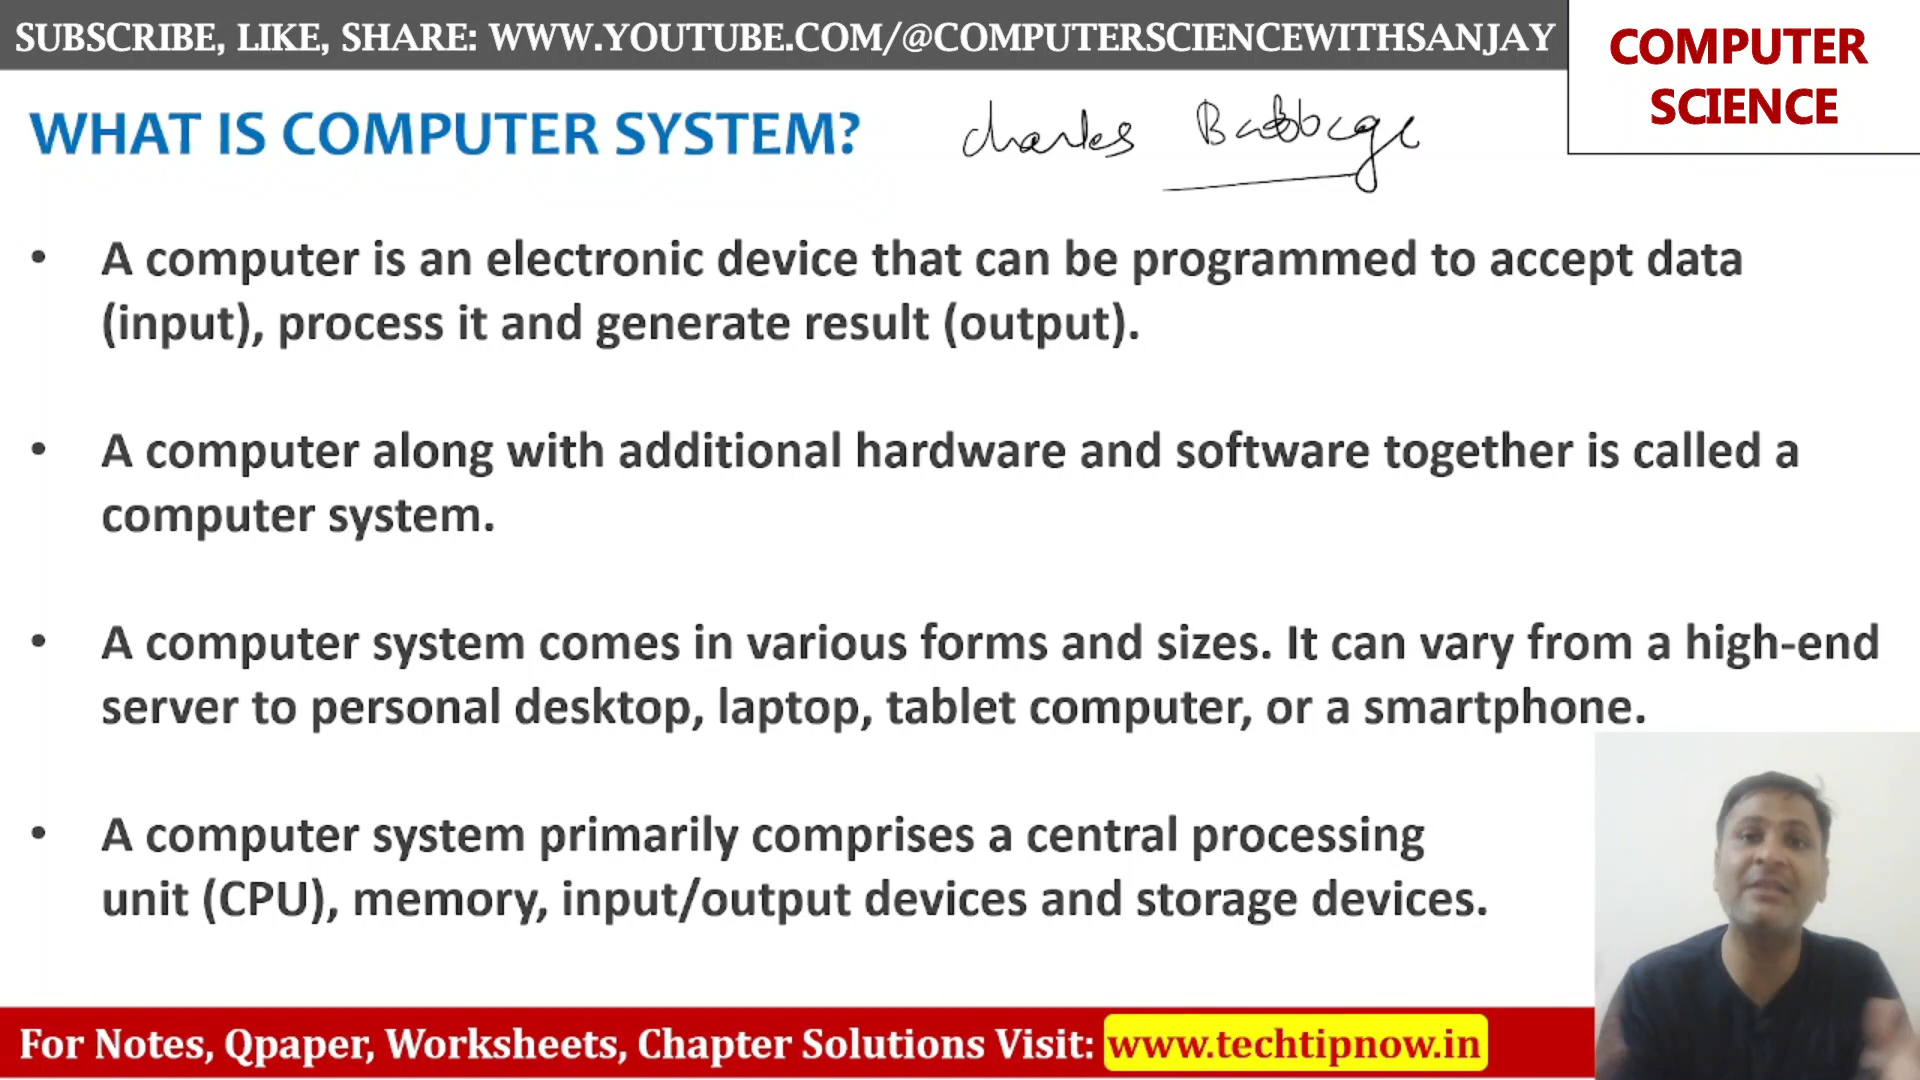 SUBSCRIBE, LIKE, SHARE: WWW.YOUTUBE.COM/@COMPUTERSCIENCEWITHSANJAY
COMPUTER
SCIENCE
WHAT IS COMPUTER SYSTEM?
Charles Babbage
• A computer is an electronic device that can be programmed to accept data
(input), process it and generate result (output).
• A computer along with additional hardware and software together is called a
computer system.
• A computer system comes in various forms and sizes. It can vary from a high-end
server to personal desktop, laptop, tablet computer, or a smartphone.
• A computer system primarily comprises a central processing
unit (CPU), memory, input/output devices and storage devices.
For Notes, Qpaper, Worksheets, Chapter Solutions Visit: www.techtipnow.in